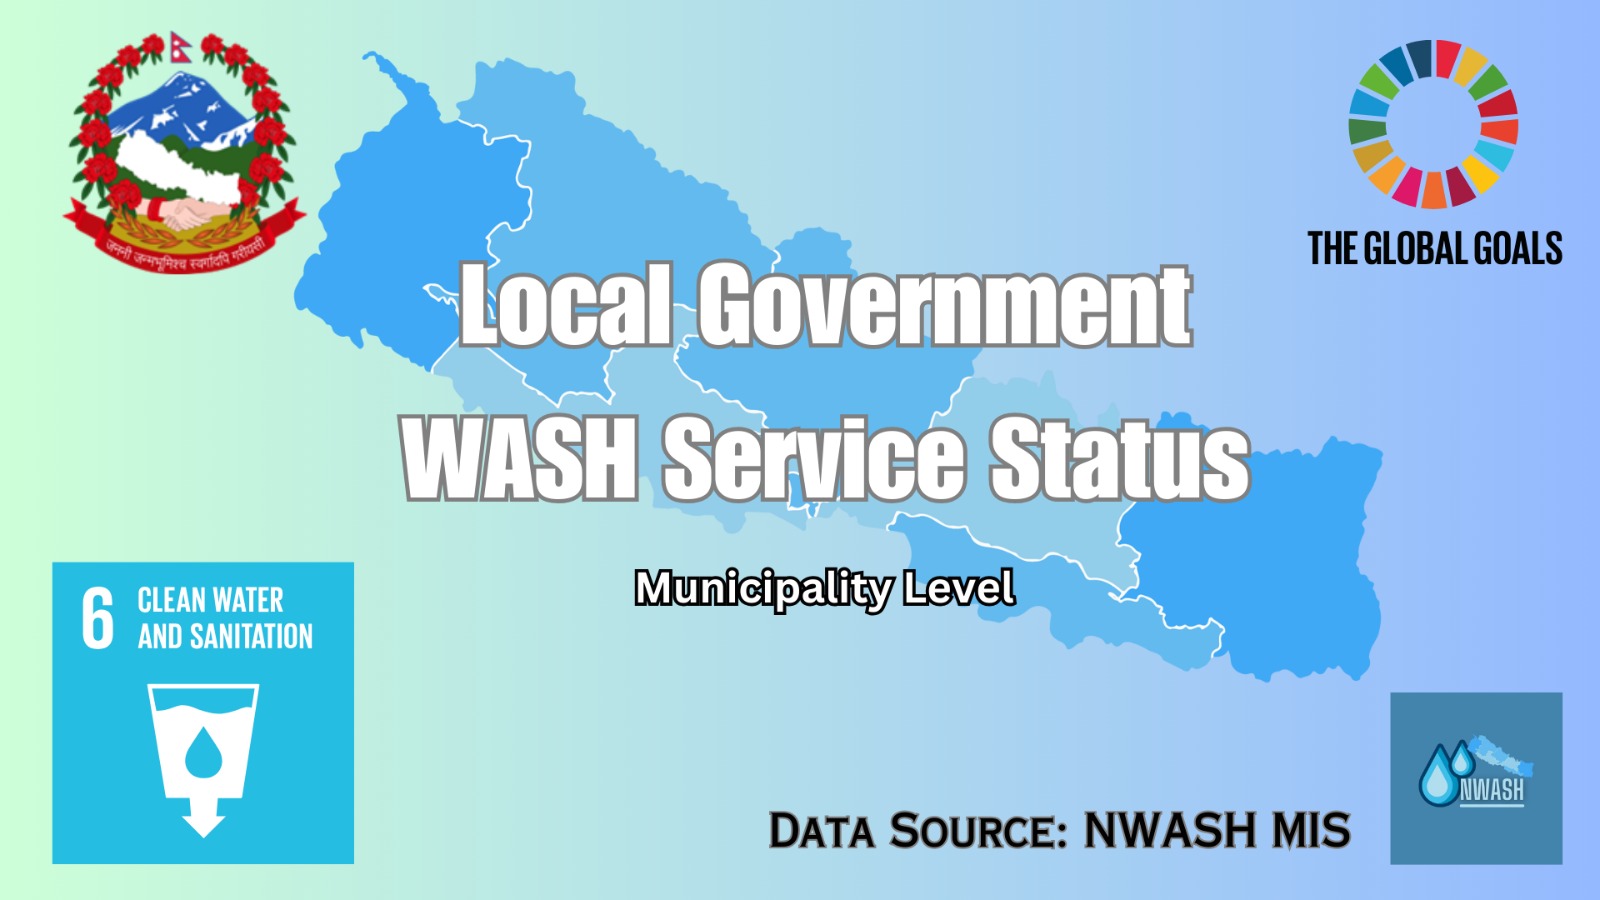 जननी जन्मभूमिश्च स्वर्गादपि गरीयसी
THE GLOBAL GOALS
Local Government
WASH Service Status
Municipality Level
6 CLEAN WATER
AND SANITATION
NWASH
DATA SOURCE: NWASH MIS